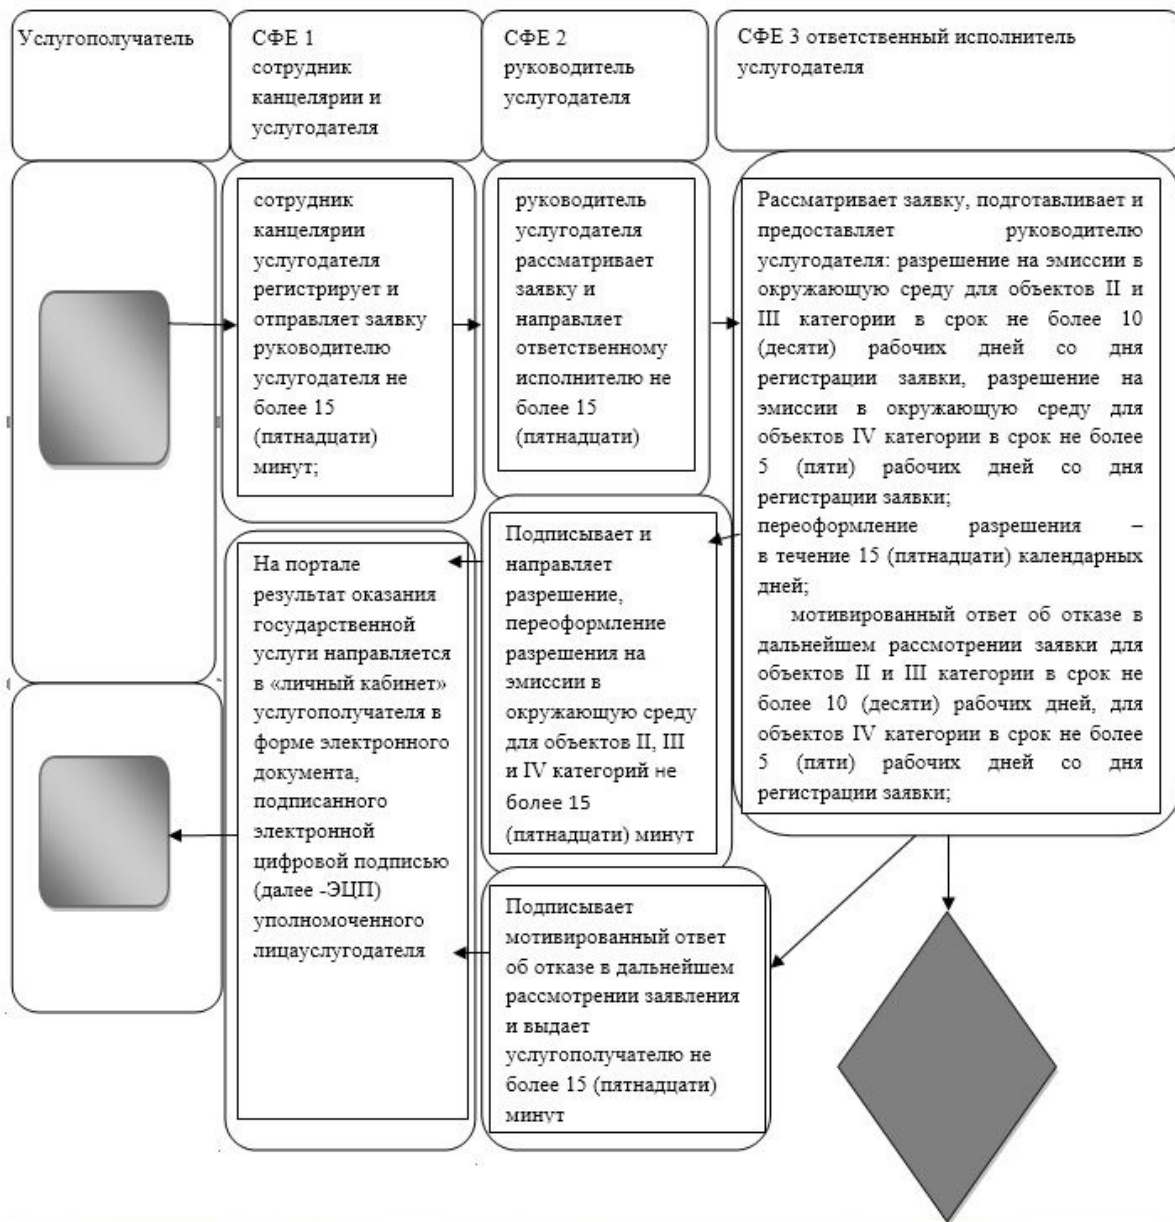 Услугополучатель
СФЕ 1
сотрудник
канцелярии и
услугодателя
СФЕ 2
руководитель
услугодателя
СФЕ 3 ответственный исполнитель
услугодателя
сотрудник
канцелярии
услугодателя
регистрирует и
отправляет заявку
руководителю
услугодателя не
более 15
(пятнадцати)
минут;
руководитель
услугодателя
рассматривает
заявку и
направляет
ответственному
исполнителю не
более 15
(пятнадцати)
Рассматривает заявку, подготавливает и
предоставляет руководителю
услугодателя: разрешение на эмиссии в
окружающую среду для объектов II и
III категории в срок не более 10
(десяти) рабочих дней со дня
регистрации заявки, разрешение на
эмиссии в окружающую среду для
объектов IV категории в срок не более
5 (пяти) рабочих дней со дня
регистрации заявки;
переоформление разрешения –
в течение 15 (пятнадцати) календарных
дней;
мотивированный ответ об отказе в
дальнейшем рассмотрении заявки для
объектов II и III категории в срок не
более 10 (десяти) рабочих дней, для
объектов IV категории в срок не более
5 (пяти) рабочих дней со дня
регистрации заявки;
Подписывает и
направляет
разрешение,
переоформление
разрешения на
эмиссии в
окружающую среду
для объектов II, III
и IV категорий не
более 15
(пятнадцати) минут
На портале
результат оказания
государственной
услуги направляется
в «личный кабинет»
услугополучателя в
форме электронного
документа,
подписанного
электронной
цифровой подписью
(далее -ЭЦП)
уполномоченного
лицауслугодателя
Подписывает
мотивированный ответ
об отказе в дальнейшем
рассмотрении заявления
и выдает
услугополучателю не
более 15 (пятнадцати)
минут